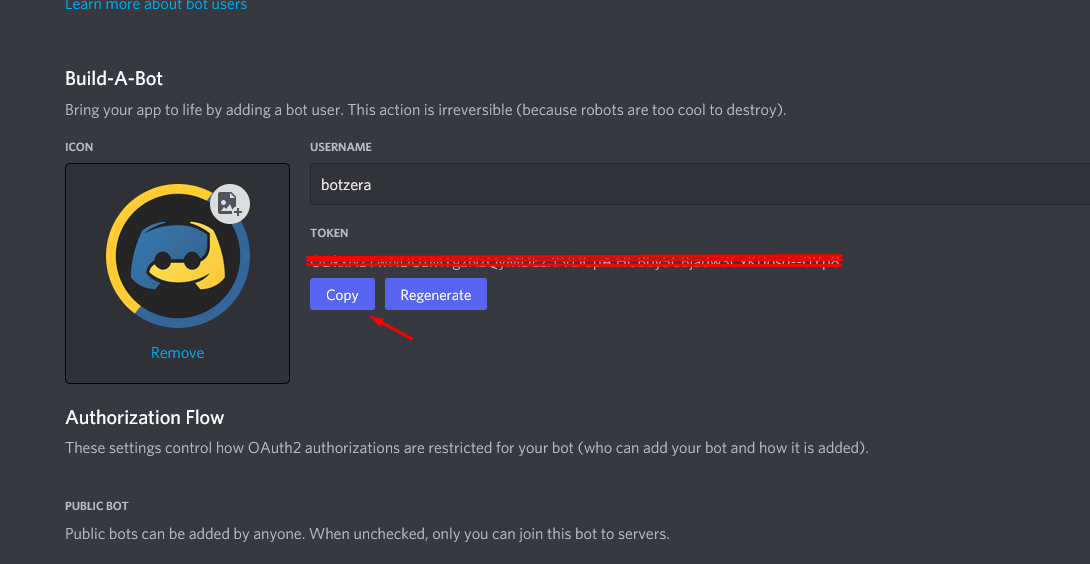 Learn more about bot users
Build-A-Bot
Bring your app to life by adding a bot user. This action is irreversible (because robots are too cool to destroy).
ICON
USERNAME
botzera
TOKEN
Copy
Regenerate
Remove
Authorization Flow
These settings control how OAuth2 authorizations are restricted for your bot (who can add your bot and how it is added).
PUBLIC BOT
Public bots can be added by anyone. When unchecked, only you can join this bot to servers.